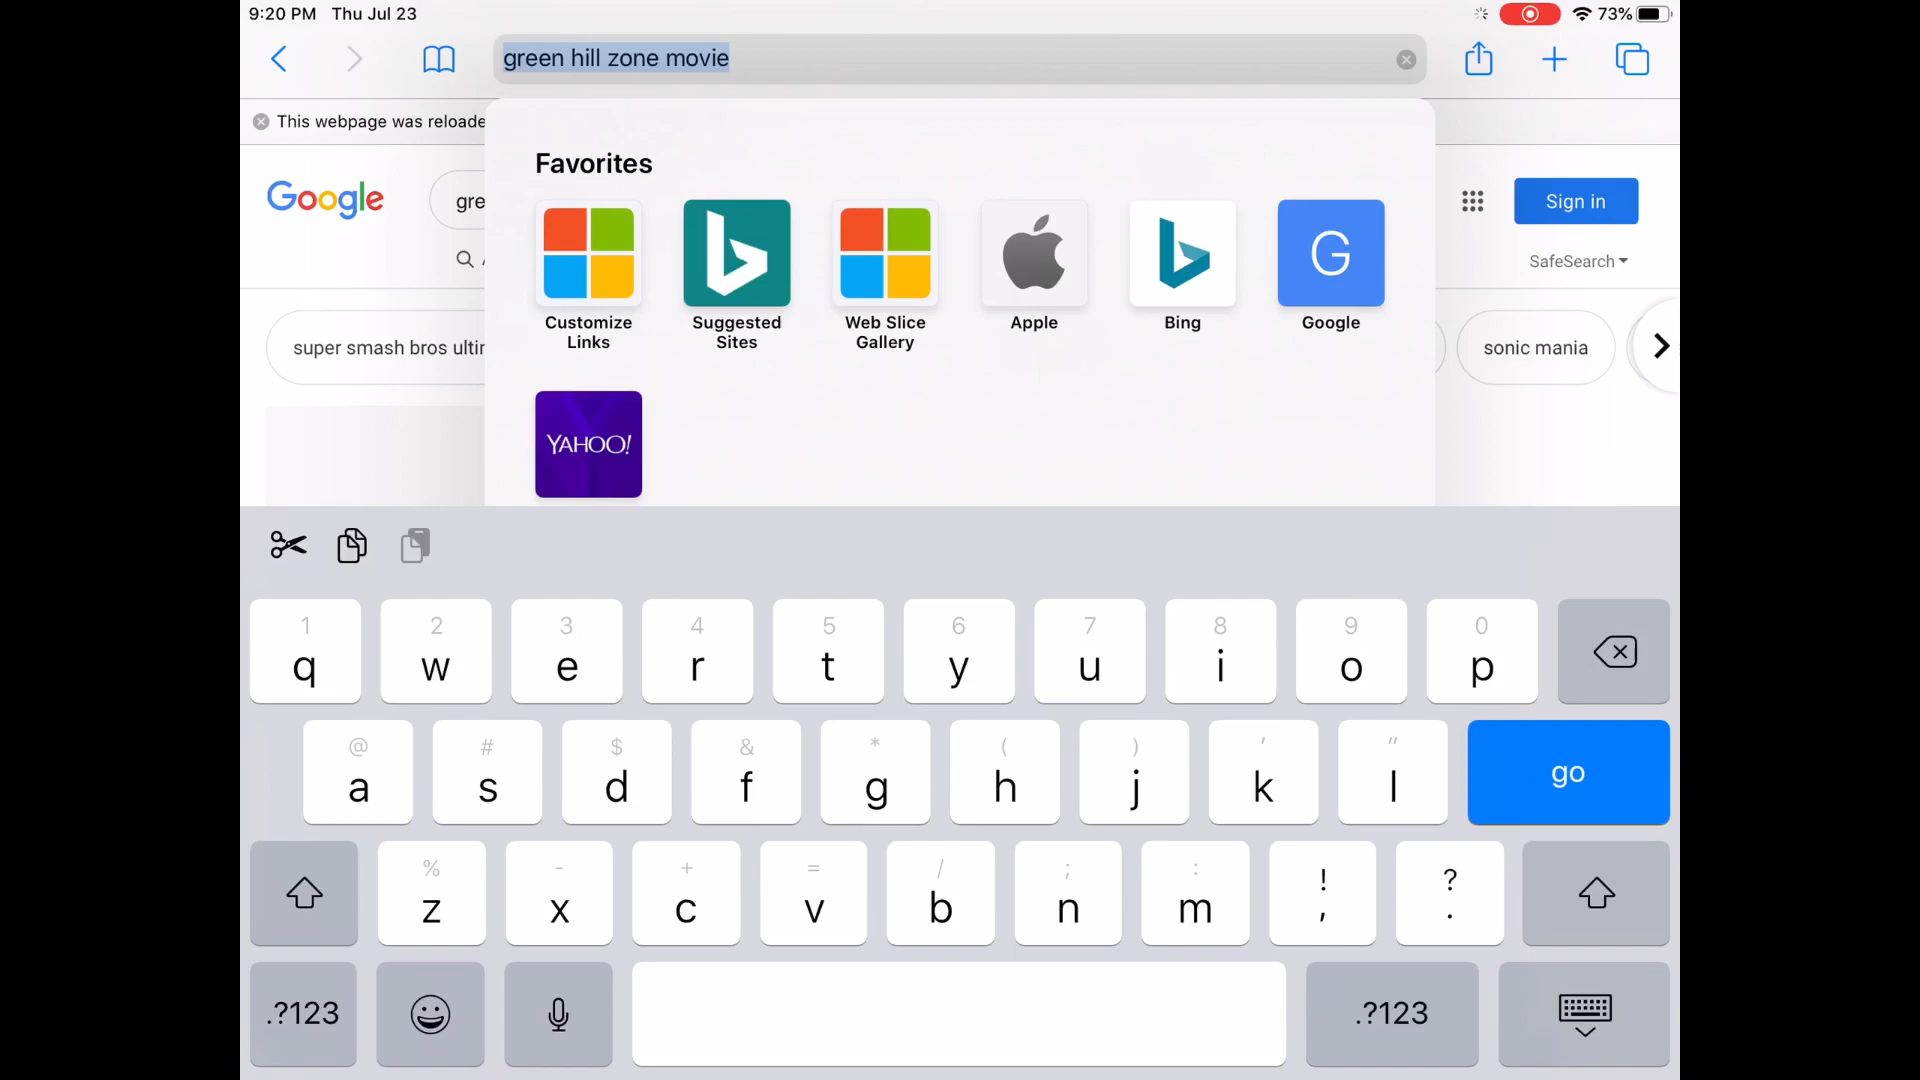 9:20 PM Thu Jul 23
73%
green hill zone movie
This webpage was reloade
Favorites
Google
gre
G
Sign in
SafeSearch
Customize Links
Suggested Sites
Web Slice Gallery
Apple
Bing
Google
super smash bros ulti
sonic mania
YAHOO!
1 2 3 4 5 6 7 8 9 0
q w e r t y u i o p
@ # $ & * ( ) ' "
a s d f g h j k l go
% - + = / ; : ! ?
z x c v b n m , .
.?123 .?123